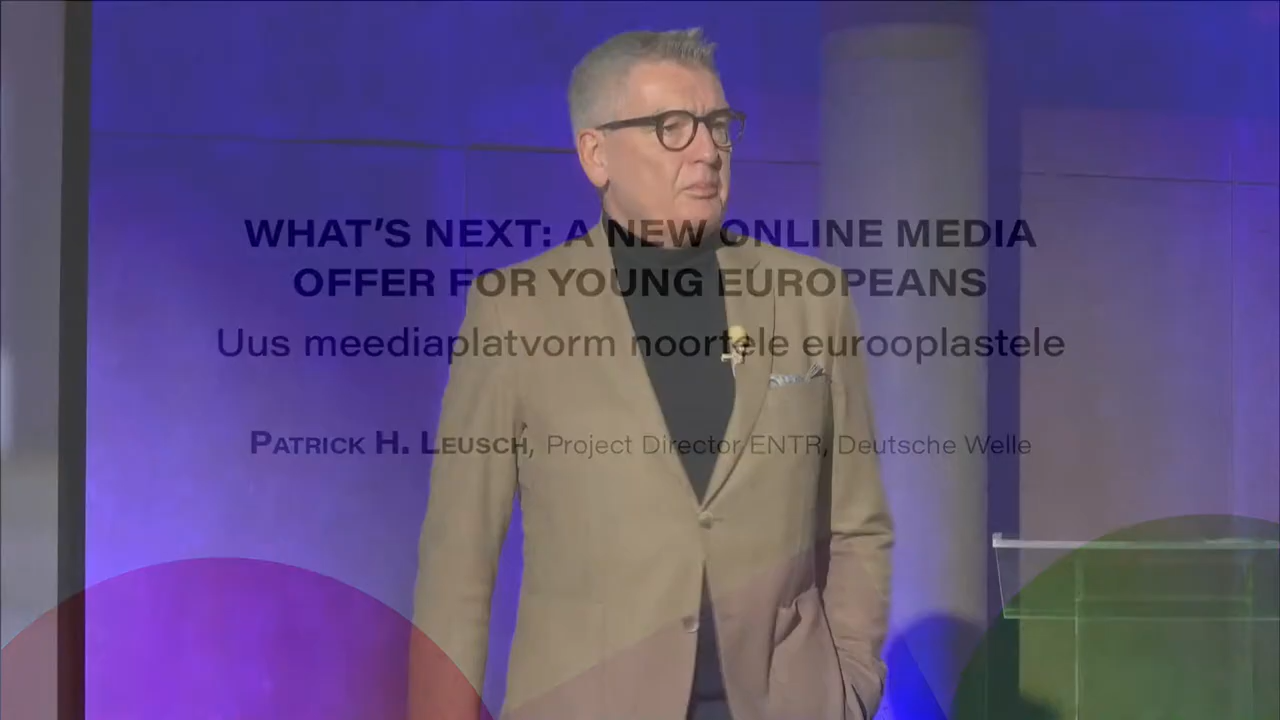 WHAT’S NEXT: A NEW ONLINE MEDIA
OFFER FOR YOUNG EUROPEANS
Uus meediaplatvorm noortele eurooplastele
PATRICK H. LEUSCH, Project Director ENTR, Deutsche Welle